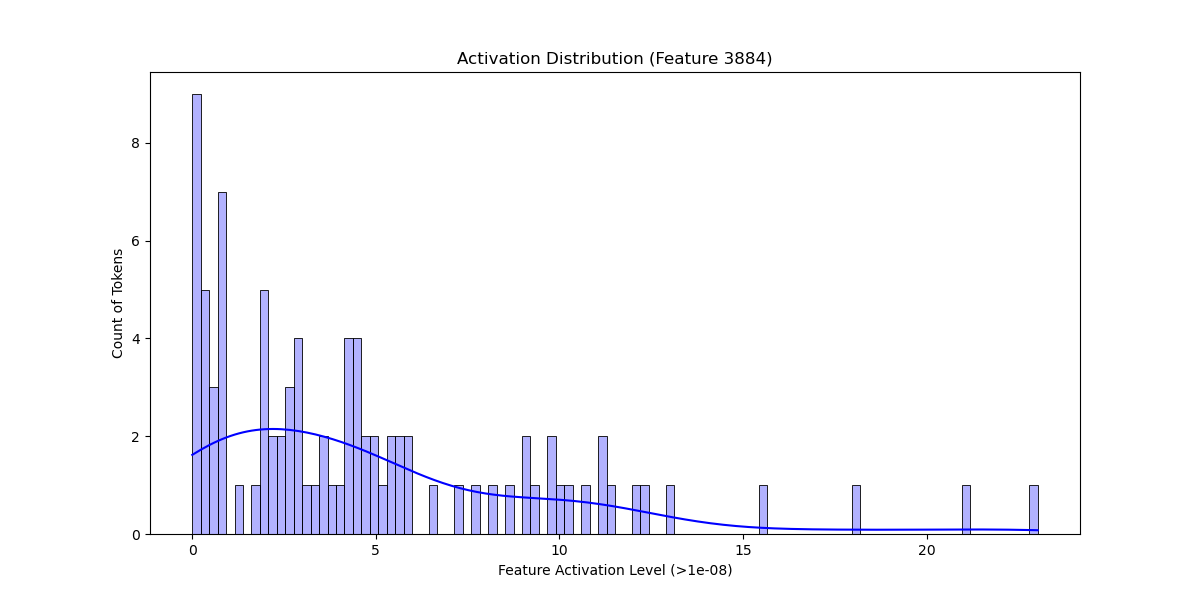 Activation Distribution (Feature 3884)
8
6
4
2
0
Count of Tokens
0 5 10 15 20
Feature Activation Level (>1e-08)